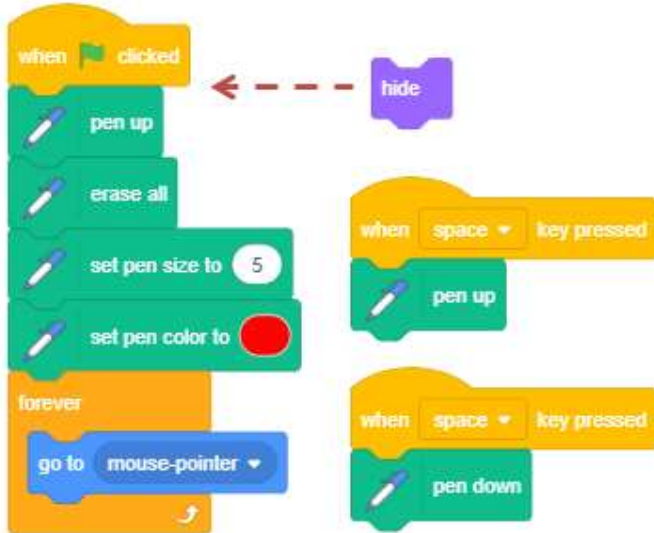 when clicked
pen up
erase all
set pen size to 5
set pen color to
forever
go to mouse-pointer
hide
when space key pressed
pen up
when space key pressed
pen down